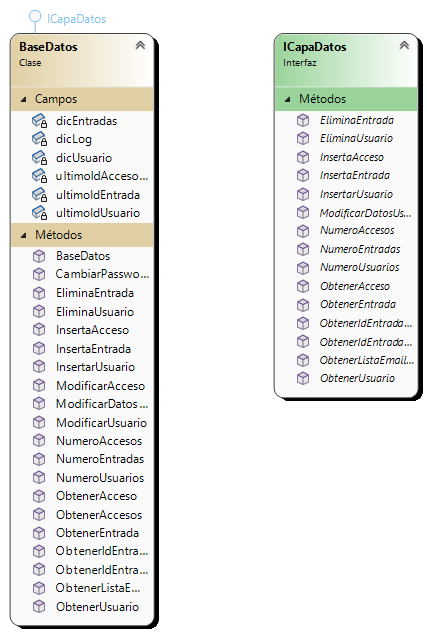 ICapaDatos
BaseDatos
Clase
Campos
dicEntradas
dicLog
dicUsuario
ultimoIdAcceso...
ultimoIdEntrada
ultimoIdUsuario
Métodos
BaseDatos
CambiarPasswo...
EliminaEntrada
EliminaUsuario
InsertaAcceso
InsertaEntrada
InsertarUsuario
ModificarAcceso
ModificarDatos...
ModificarUsuario
NumeroAccesos
NumeroEntradas
NumeroUsuarios
ObtenerAcceso
ObtenerAccesos
ObtenerEntrada
ObtenerIdEntra...
ObtenerIdEntra...
ObtenerListaE...
ObtenerUsuario
ICapaDatos
Interfaz
Métodos
EliminaEntrada
EliminaUsuario
InsertaAcceso
InsertaEntrada
InsertarUsuario
ModificarDatosUs...
NumeroAccesos
NumeroEntradas
NumeroUsuarios
ObtenerAcceso
ObtenerEntrada
ObtenerIdEntrada...
ObtenerIdEntrada...
ObtenerListaEmail...
ObtenerUsuario